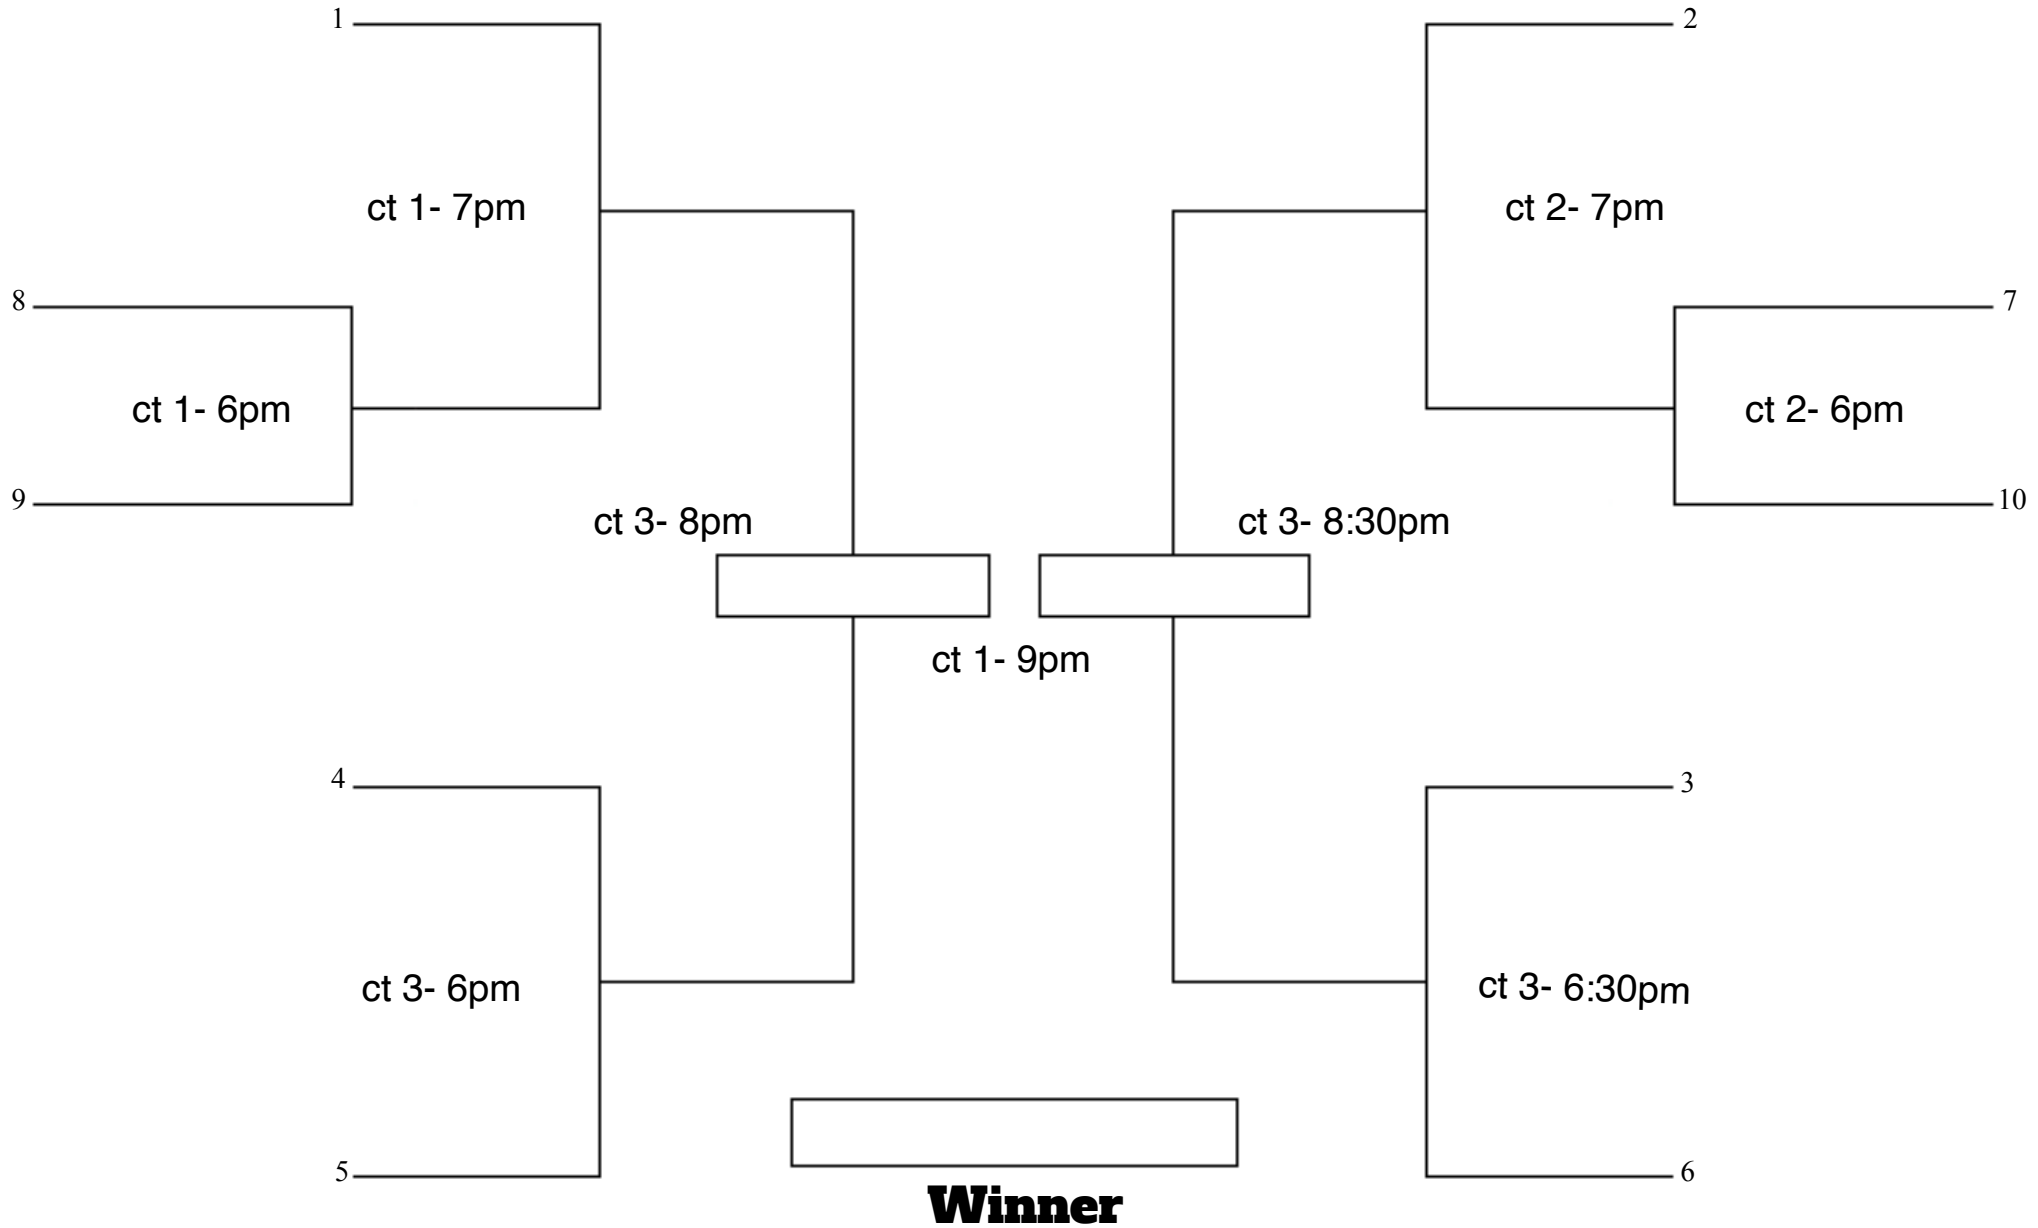 1
2
ct 1- 7pm
ct 2- 7pm
8
7
ct 1- 6pm
ct 2- 6pm
9
10
ct 3- 8pm
ct 3- 8:30pm
ct 1- 9pm
4
3
ct 3- 6pm
ct 3- 6:30pm
5
6
Winner